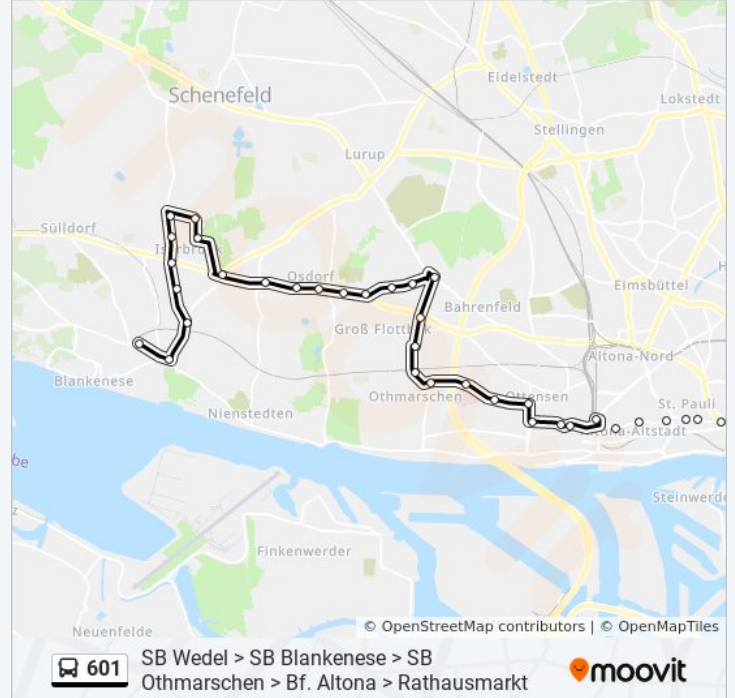 Schenefeld
Eidelstedt
Lokstedt
Stellingen
Lurup
Sülldorf
Iserbrook
Osdorf
Eimsbüttel
Bahrenfeld
Groß Flottbek
Altona-Nord
Blankenese
Othmarschen
Ottensen
St. Pauli
Nienstedten
Altona-Altstadt
be
Steinwerd
Finkenwerder
Neuenfelde
© OpenStreetMap contributors | © OpenMapTiles
601
SB Wedel > SB Blankenese > SB
Othmarschen > Bf. Altona > Rathausmarkt
moovit